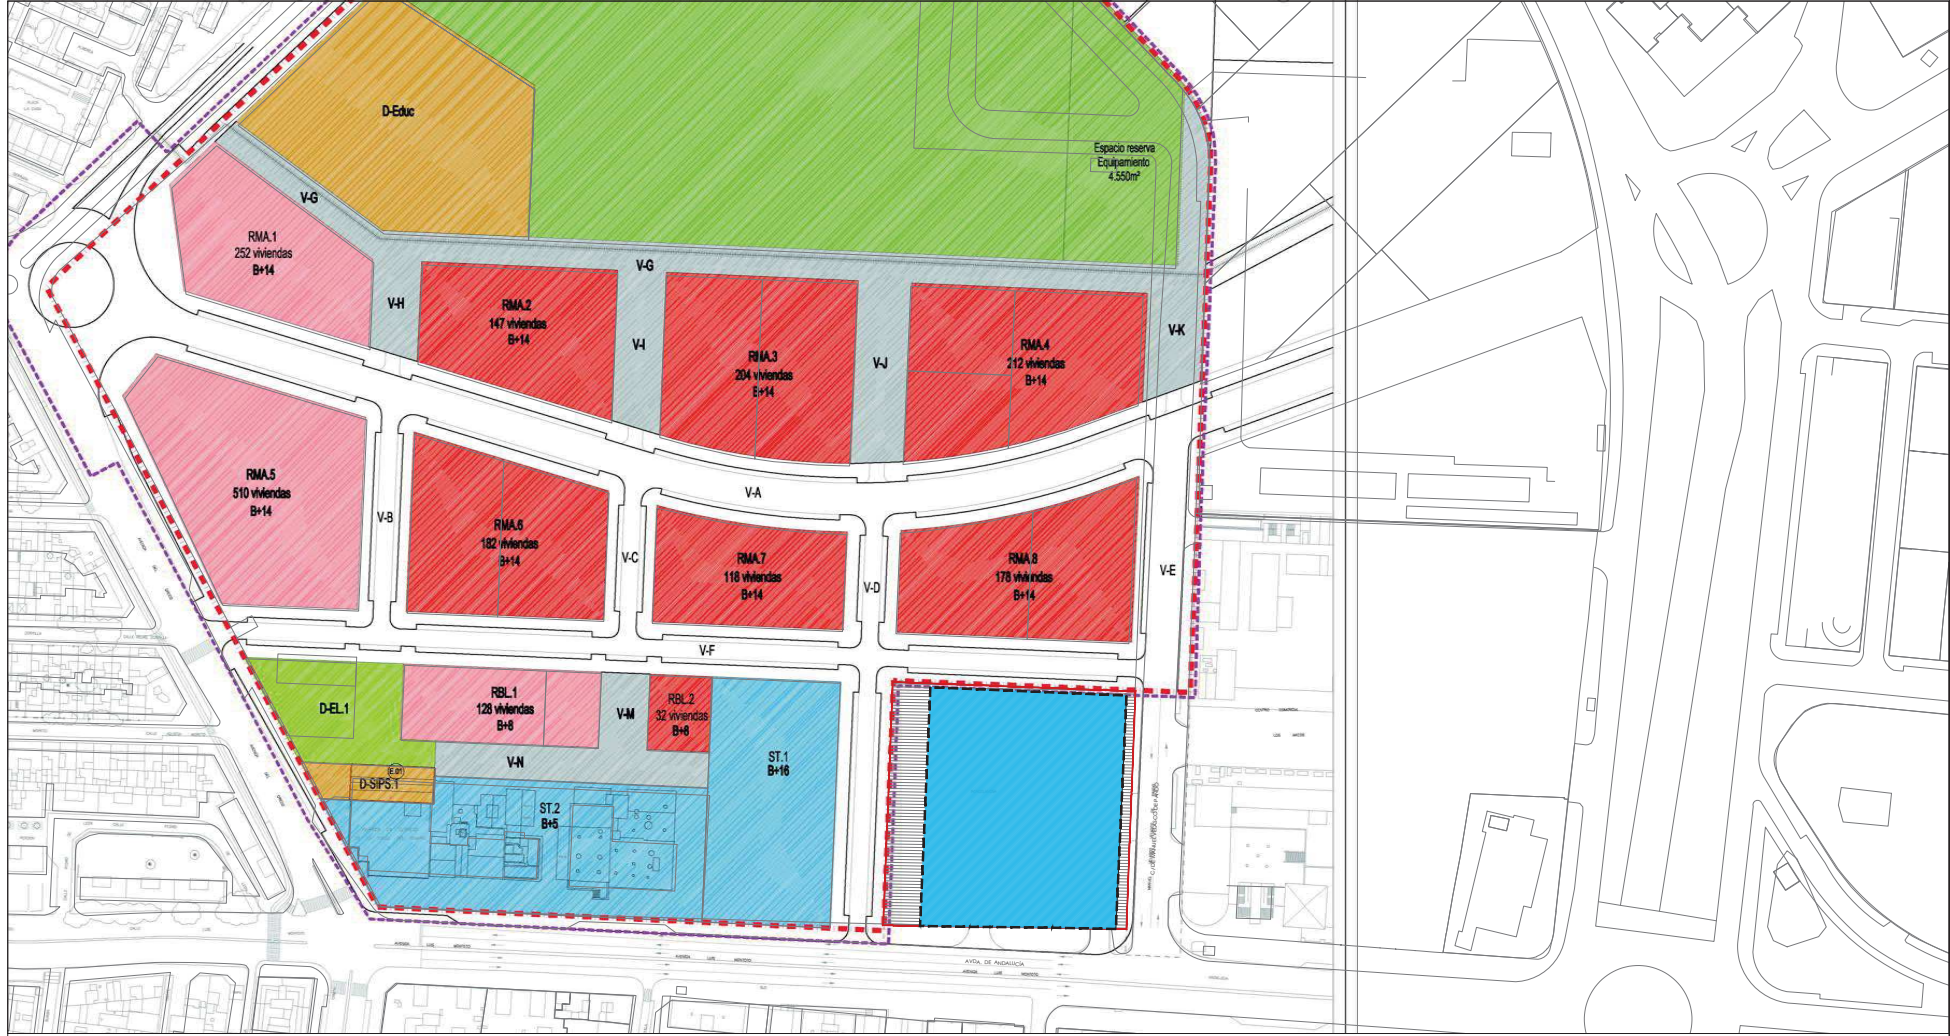 D-Educ
Espacio reserva
Equipamiento
4.550m²
V-G
RMA.1
252 viviendas
B+14
V-G
V-H
RMA.2
147 viviendas
B+14
V-I
RMA.3
204 viviendas
B+14
V-J
RMA.4
212 viviendas
B+14
V-K
RMA.5
510 viviendas
B+14
V-A
V-B
RMA.6
182 viviendas
B+14
V-C
RMA.7
118 viviendas
B+14
V-D
RMA.8
178 viviendas
B+14
V-E
V-F
D-EL.1
RBL.1
128 viviendas
B+8
V-M
RBL.2
32 viviendas
B+8
V-N
ST.1
B+16
E.01
D-SIPS.1
ST.2
B+5
AVDA. DE ANDALUCÍA